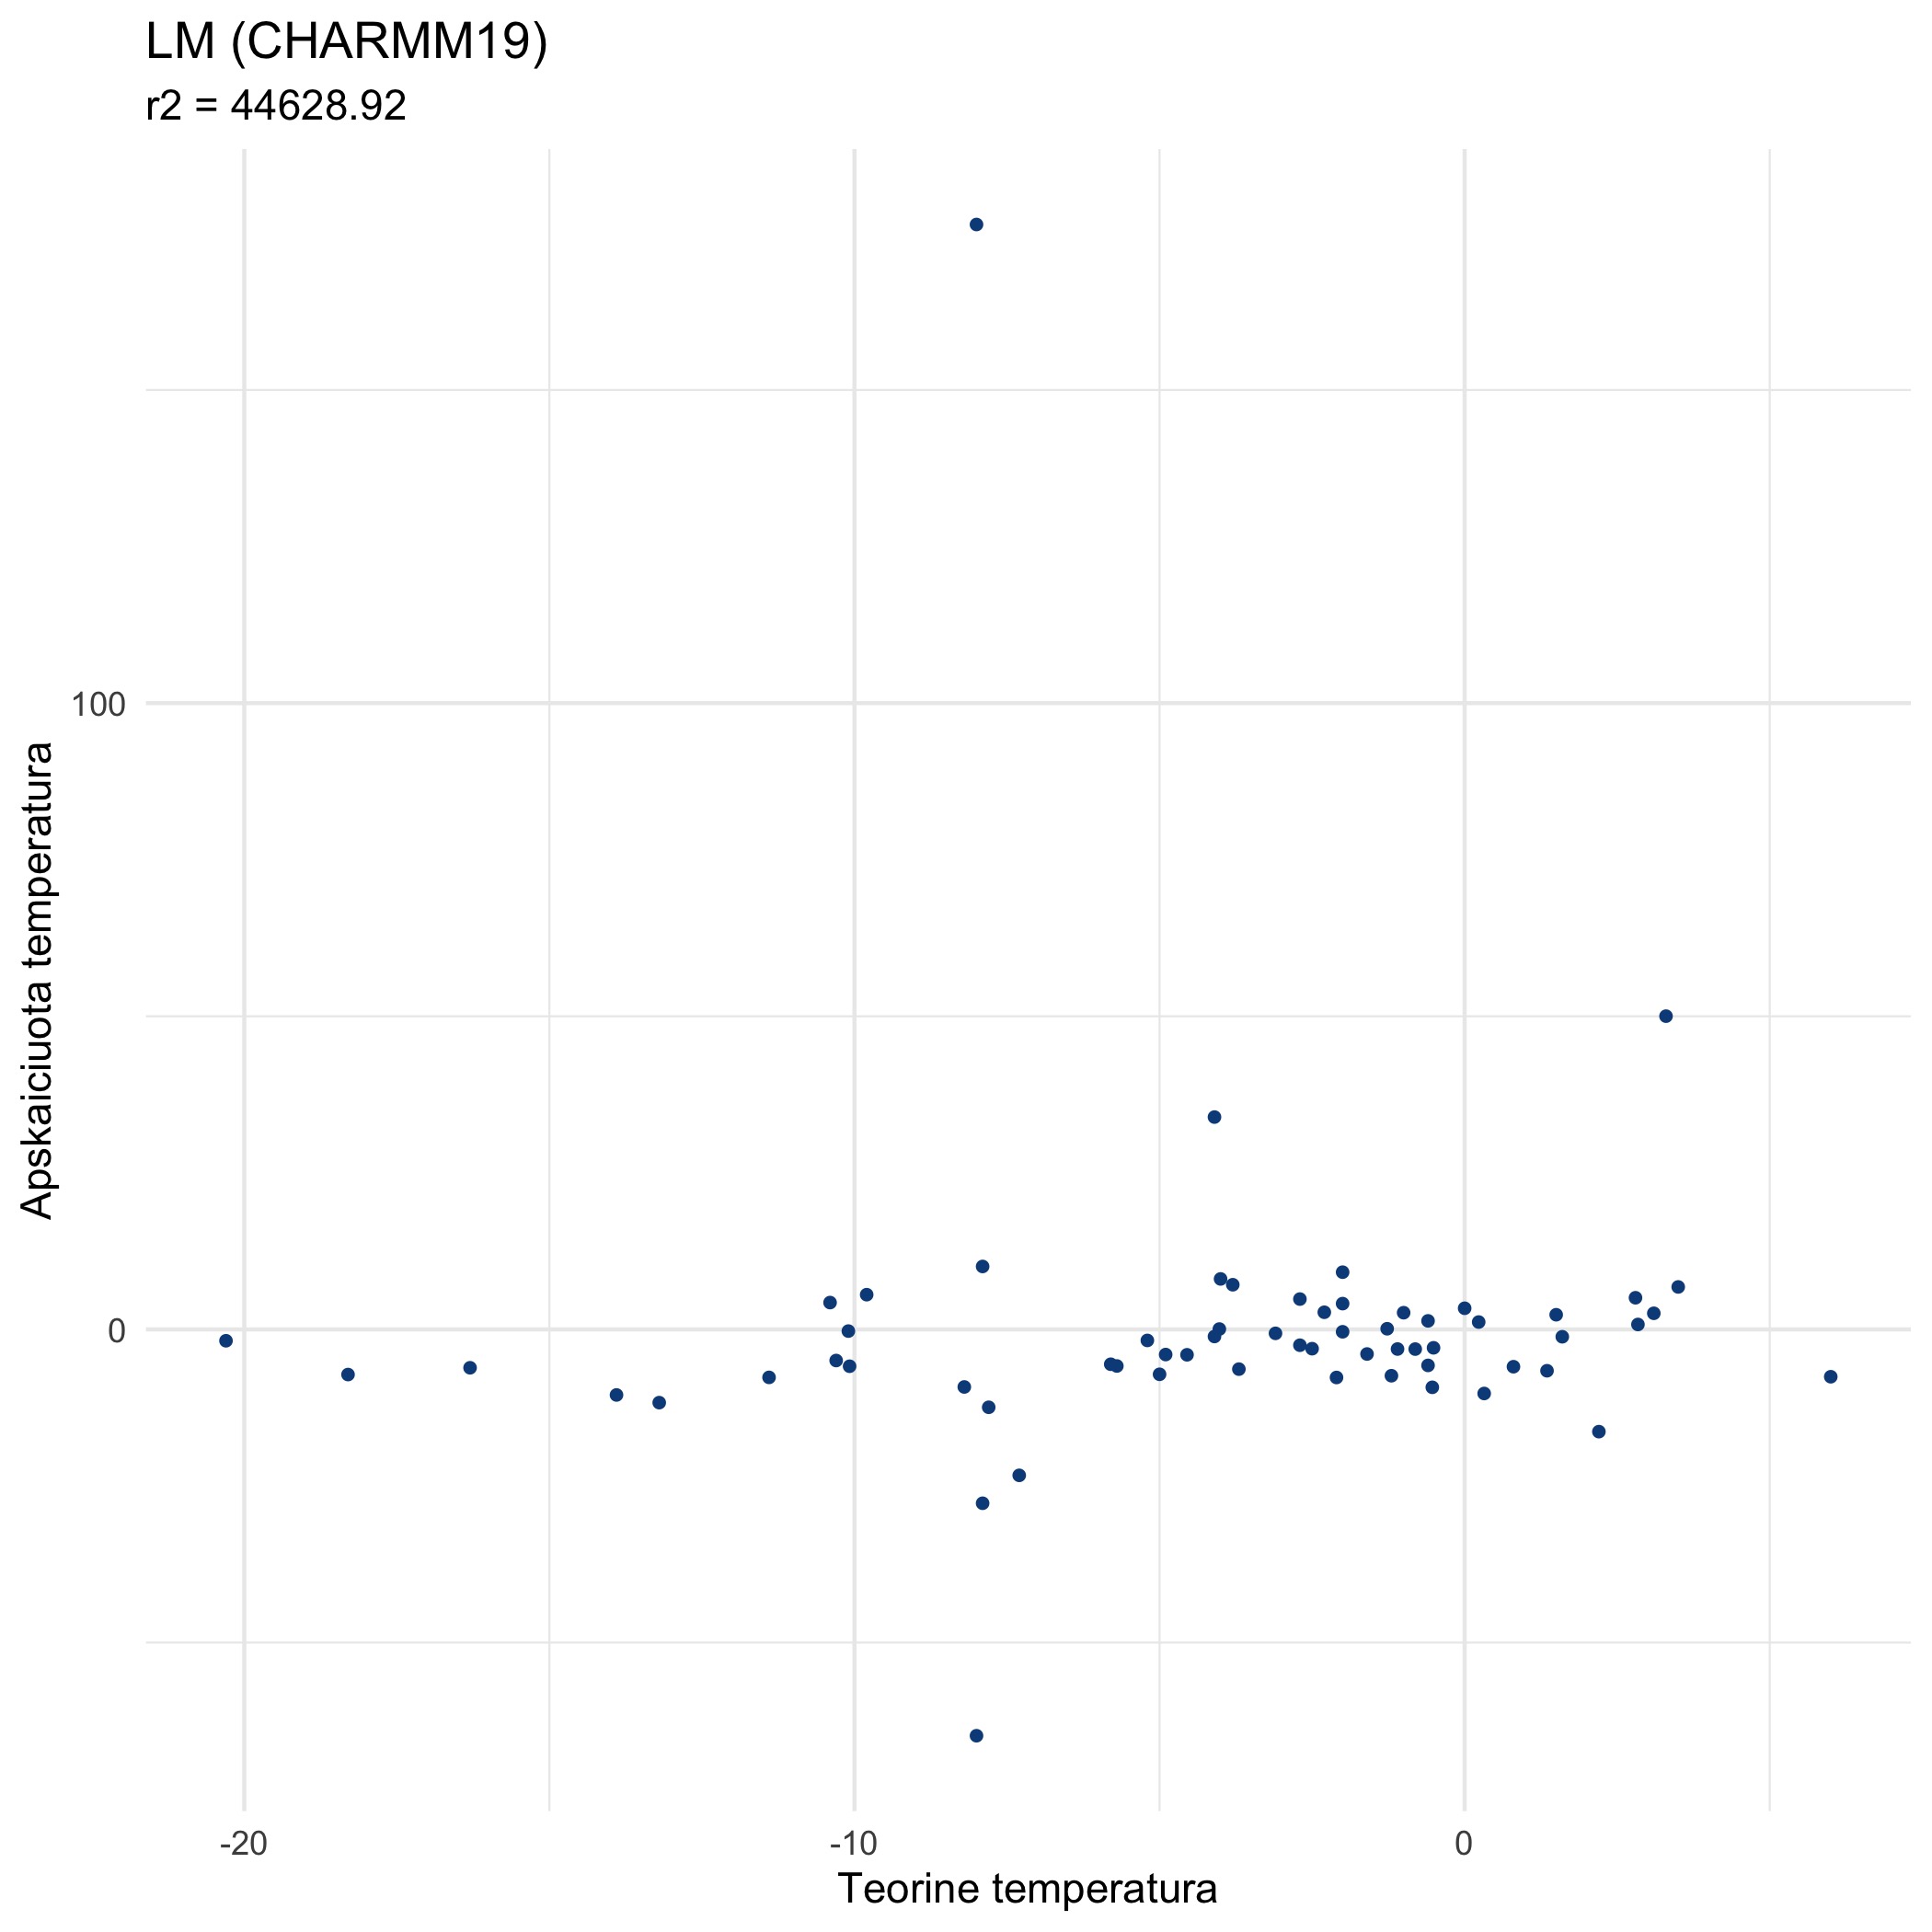 LM (CHARMM19)
r2 = 44628.92
100
0
Apskaiciuota temperatura
-20
-10
0
Teorine temperatura